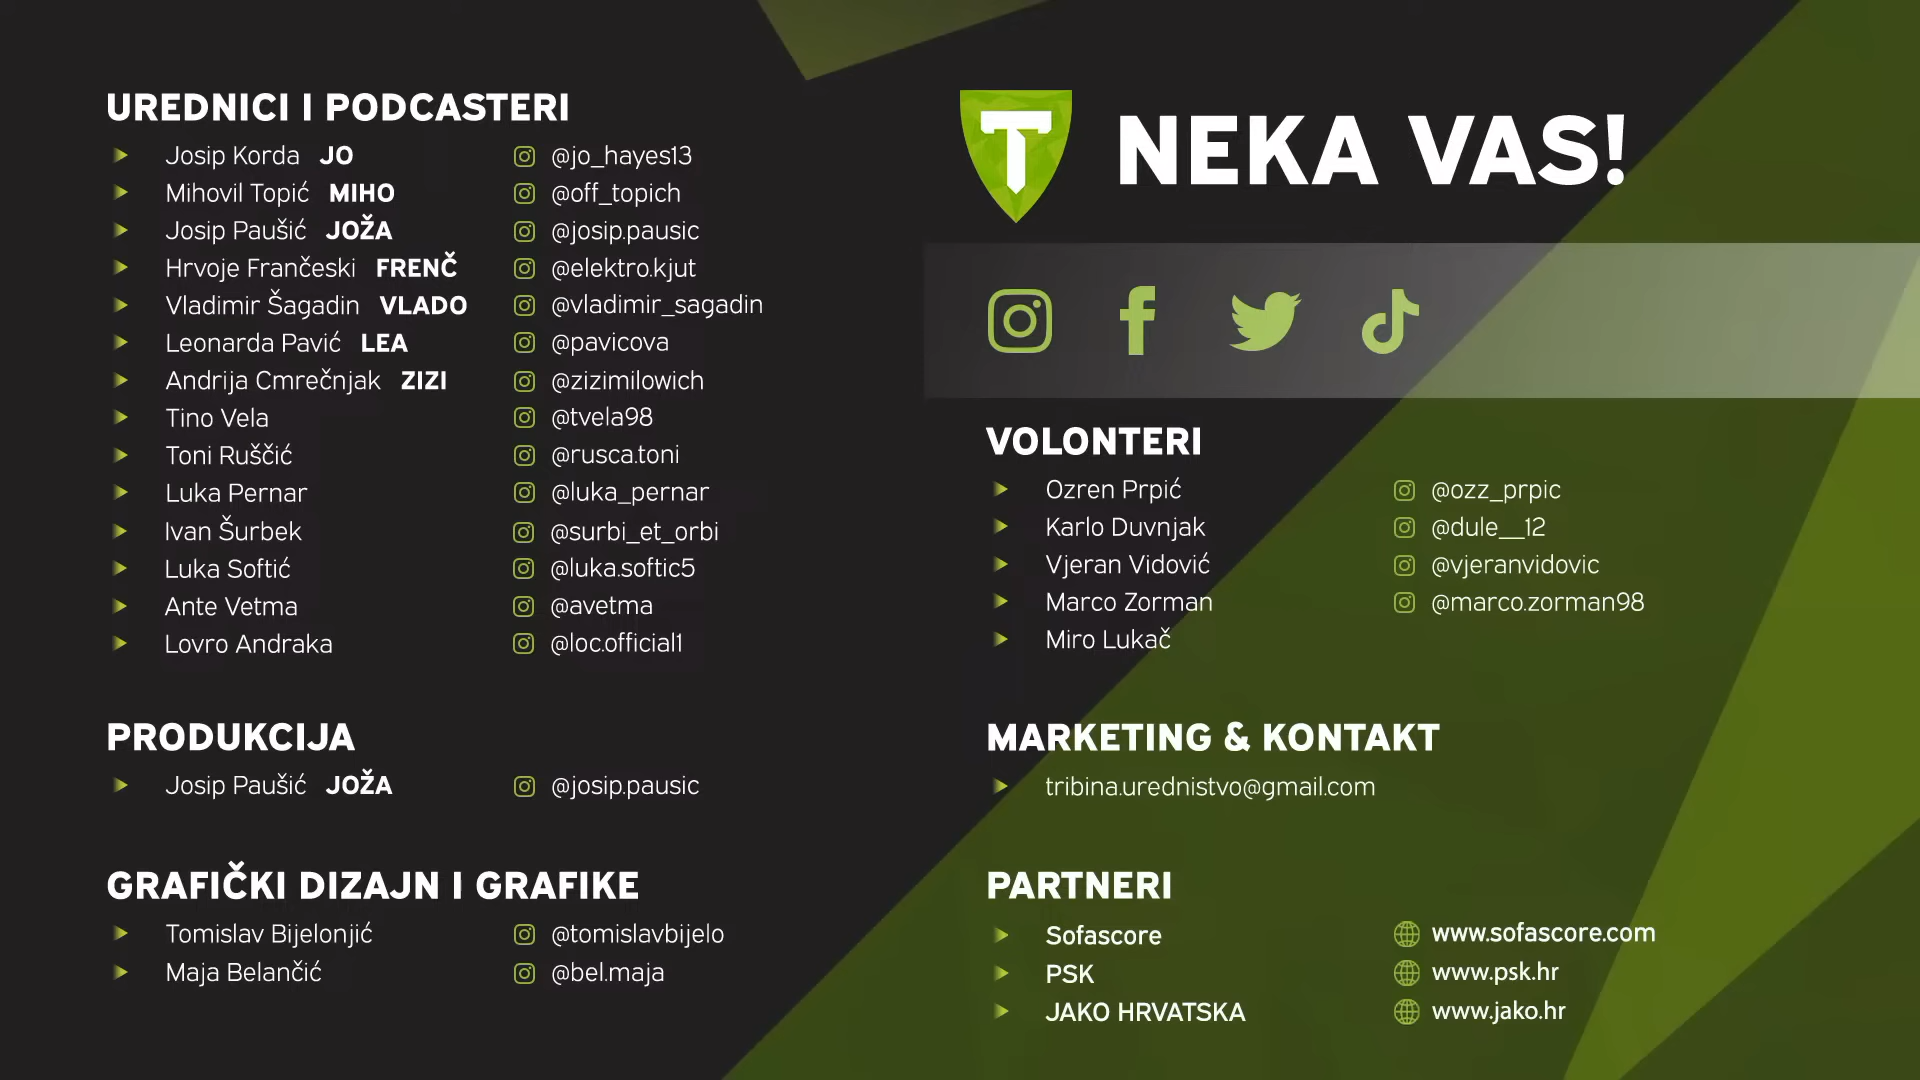 UREDNICI I PODCASTERI
Josip Korda JO @jo_hayes13
Mihovil Topić MIHO @off_topich
Josip Paušić JOŽA @josip.pausic
Hrvoje Frančeski FRENČ @elektro.kjut
Vladimir Šagadin VLADO @vladimir_sagadin
Leonarda Pavić LEA @pavicova
Andrija Cmrečnjak ZIZI @zizimilowich
Tino Vela @tvela98
Toni Ruščić @rusca.toni
Luka Pernar @luka_pernar
Ivan Šurbek @surbi_et_orbi
Luka Softić @luka.softic5
Ante Vetma @avetma
Lovro Andraka @loc.official1
PRODUKCIJA
Josip Paušić JOŽA @josip.pausic
GRAFIČKI DIZAJN I GRAFIKE
Tomislav Bijelonjić @tomislavbijelo
Maja Belančić @bel.maja
T NEKA VAS!
VOLONTERI
Ozren Prpić @ozz_prpic
Karlo Duvnjak @dule__12
Vjeran Vidović @vjeranvidovic
Marco Zorman @marco.zorman98
Miro Lukač
MARKETING & KONTAKT
tribina.urednistvo@gmail.com
PARTNERI
Sofascore www.sofascore.com
PSK www.psk.hr
JAKO HRVATSKA www.jako.hr